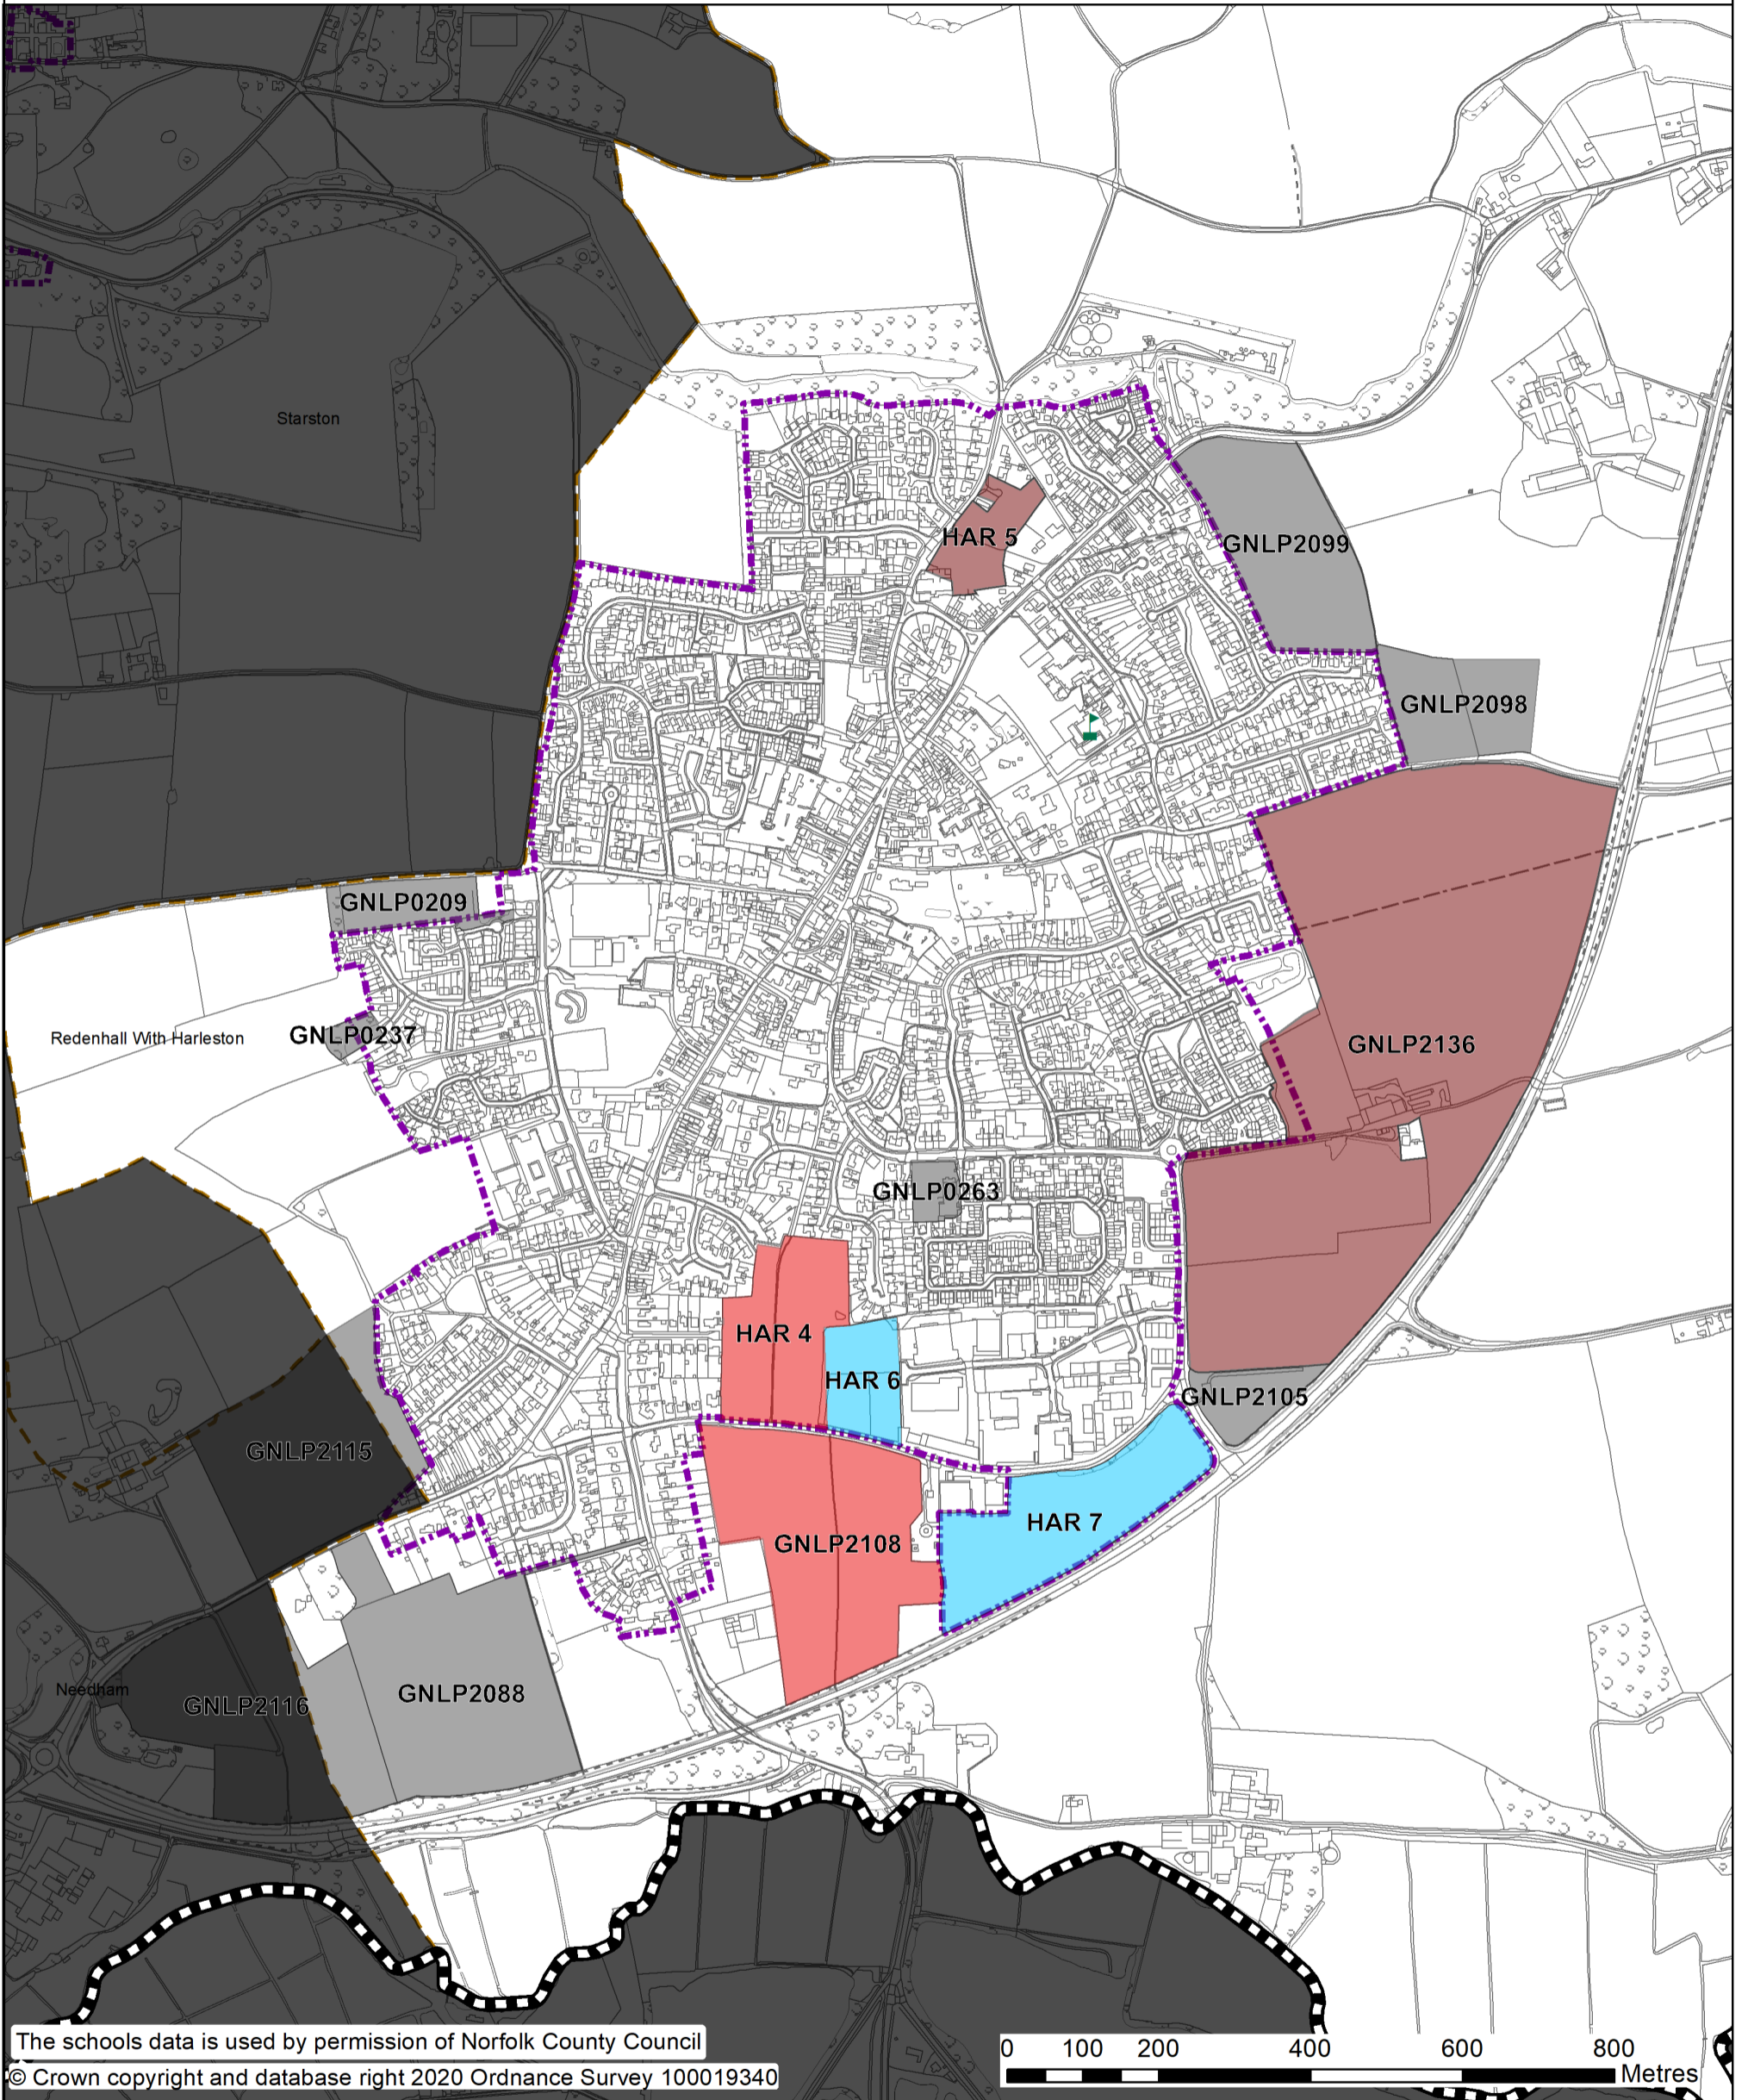 Starston
HAR 5
GNLP2099
GNLP2098
GNLP0209
Redenhall With Harleston
GNLP0237
GNLP2136
GNLP0263
HAR 4
HAR 6
GNLP2105
GNLP2115
HAR 7
GNLP2108
Needham
GNLP2116
GNLP2088
The schools data is used by permission of Norfolk County Council
© Crown copyright and database right 2020 Ordnance Survey 100019340
0 100 200 400 600 800
Metres